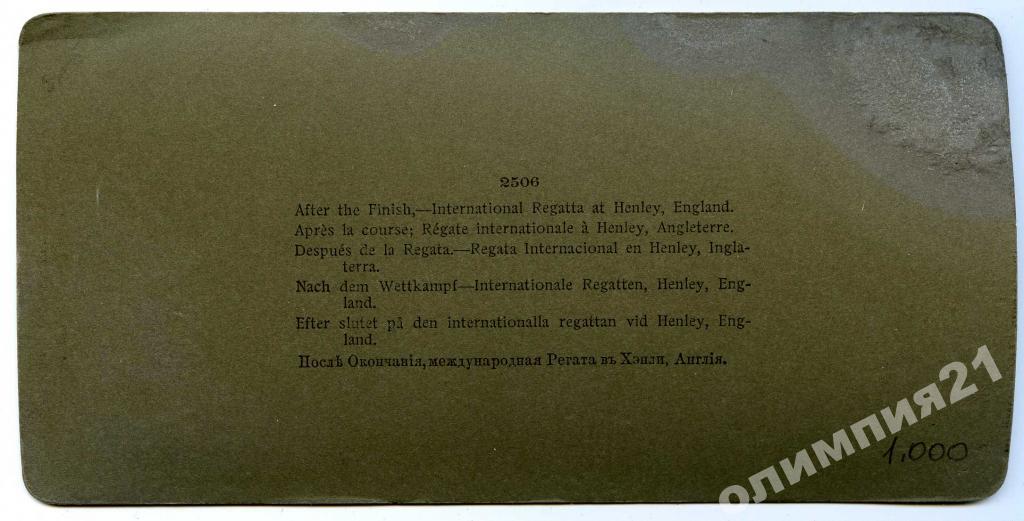 2506
After the Finish,—International Regatta at Henley, England.
Après la course; Régate internationale à Henley, Angleterre.
Después de la Regata.—Regata Internacional en Henley, Ingla-
terra.
Nach dem Wettkampf—Internationale Regatten, Henley, Eng-
land.
Efter slutet på den internationalla regattan vid Henley, Eng-
land.
Послѣ Окончанія, международная Регата въ Хэнли, Англія.
1.000
олимпия21